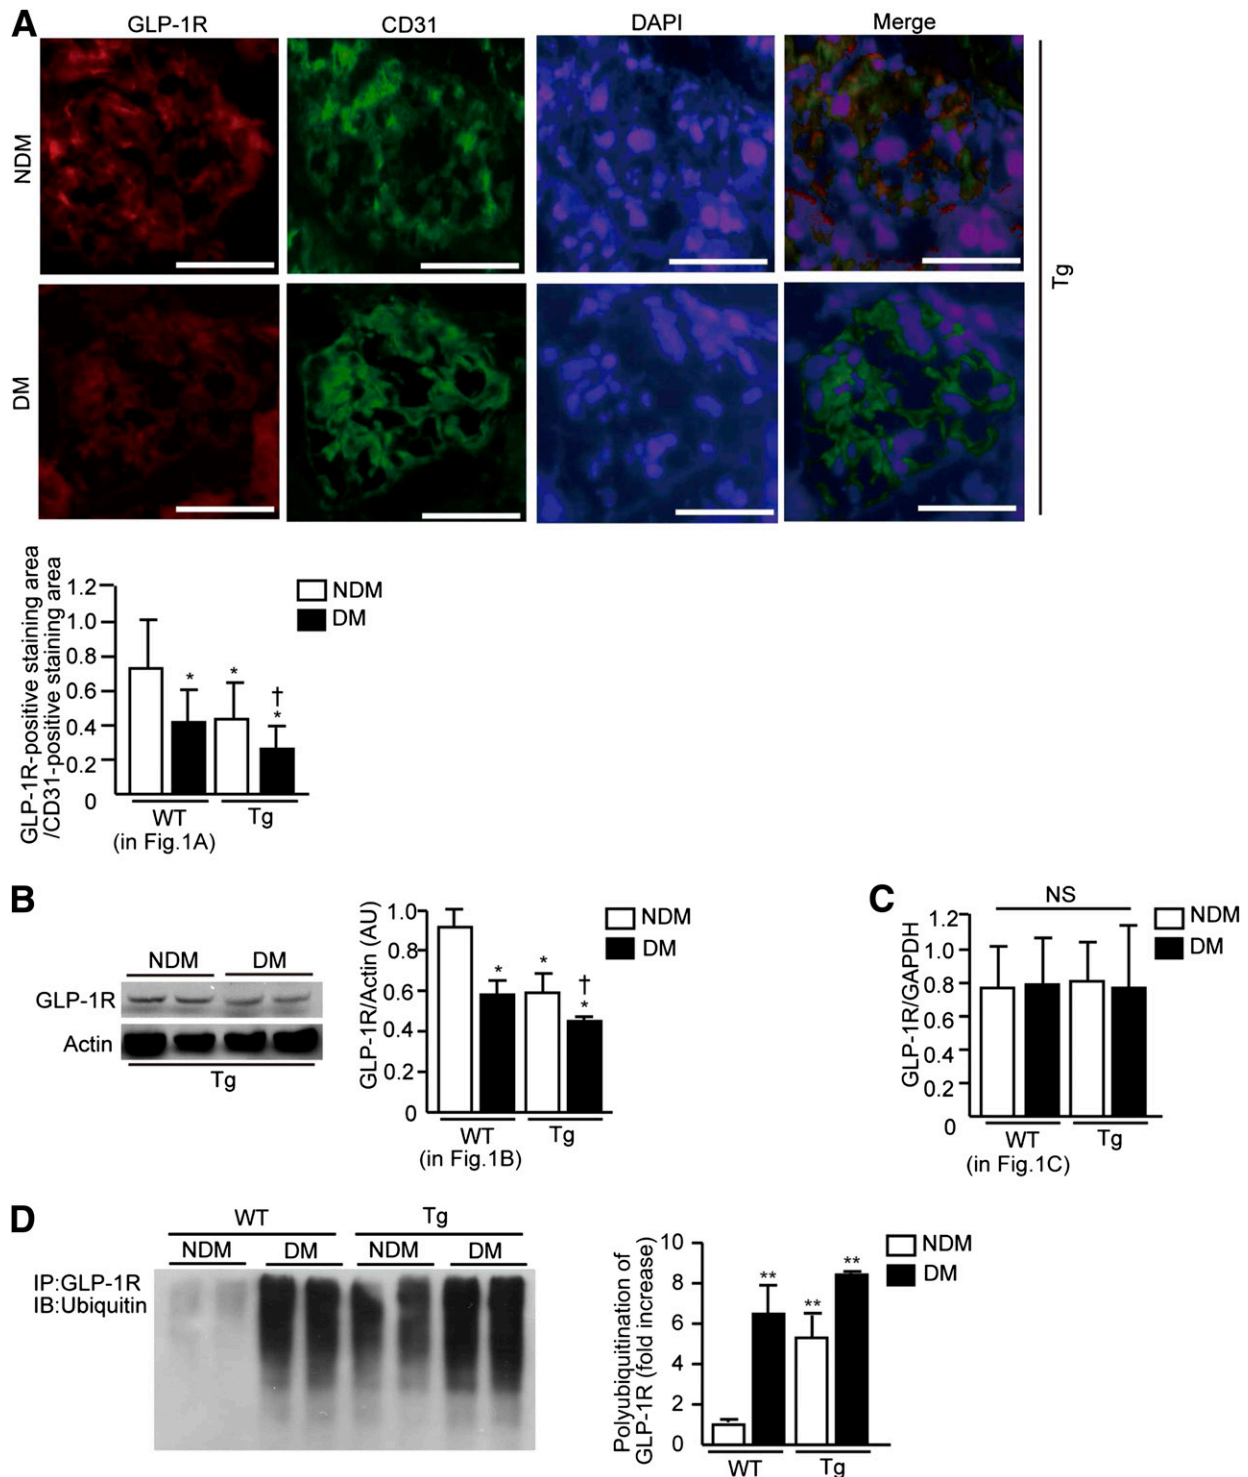 A
GLP-1R CD31 DAPI Merge
NDM
DM
Tg
GLP-1R-positive staining area
/CD31-positive staining area
1.2
1.0
0.8
0.6
0.4
0.2
0
NDM
DM
*
*
†
*
WT Tg
(in Fig.1A)
B
NDM DM
GLP-1R
Actin
Tg
GLP-1R/Actin (AU)
1.0
0.8
0.6
0.4
0.2
0
NDM
DM
*
*
†
*
WT Tg
(in Fig.1B)
C
GLP-1R/GAPDH
1.2
1.0
0.8
0.6
0.4
0.2
0
NS
NDM
DM
WT Tg
(in Fig.1C)
D
WT Tg
NDM DM NDM DM
IP:GLP-1R
IB:Ubiquitin
Polyubiquitination of
GLP-1R (fold increase)
10
8
6
4
2
0
NDM
DM
**
**
**
WT Tg